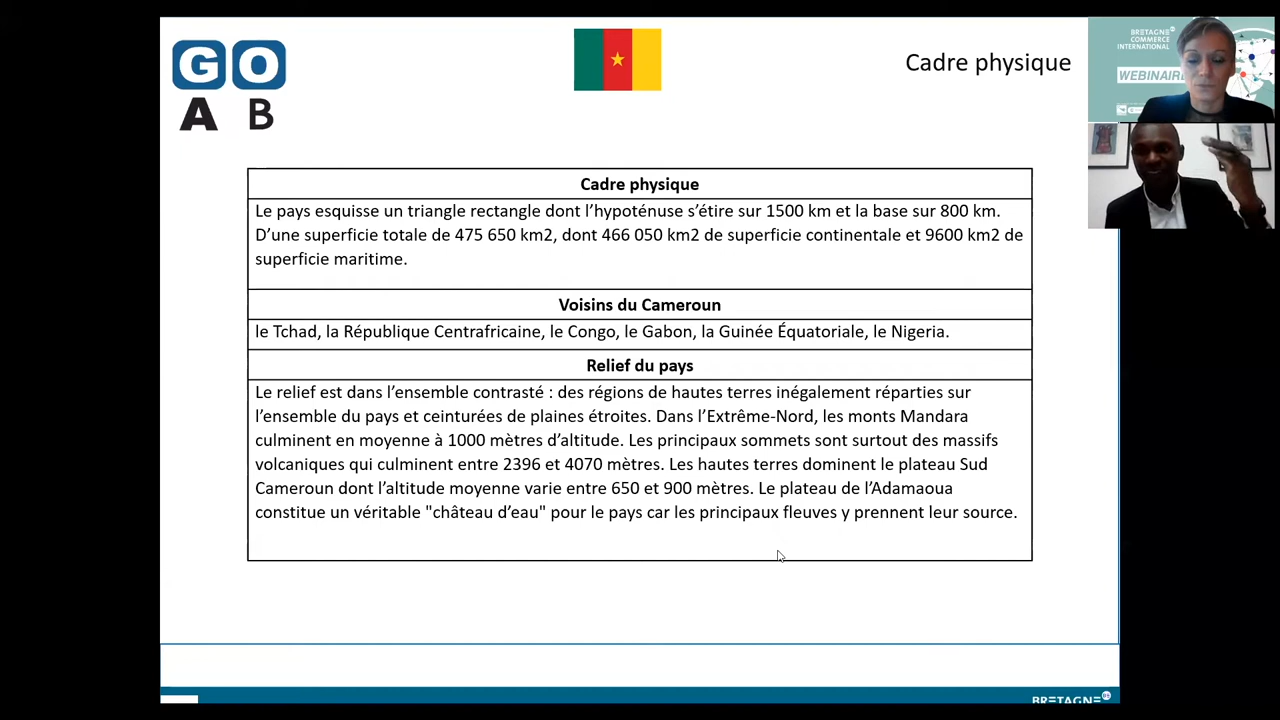 GO
A B
Cadre physique
BRETAGNE
COMMERCE
INTERNATIONAL
WEBINAIRE
Cadre physique
Le pays esquisse un triangle rectangle dont l’hypoténuse s’étire sur 1500 km et la base sur 800 km.
D’une superficie totale de 475 650 km2, dont 466 050 km2 de superficie continentale et 9600 km2 de
superficie maritime.
Voisins du Cameroun
le Tchad, la République Centrafricaine, le Congo, le Gabon, la Guinée Équatoriale, le Nigeria.
Relief du pays
Le relief est dans l’ensemble contrasté : des régions de hautes terres inégalement réparties sur
l’ensemble du pays et ceinturées de plaines étroites. Dans l’Extrême-Nord, les monts Mandara
culminent en moyenne à 1000 mètres d’altitude. Les principaux sommets sont surtout des massifs
volcaniques qui culminent entre 2396 et 4070 mètres. Les hautes terres dominent le plateau Sud
Cameroun dont l’altitude moyenne varie entre 650 et 900 mètres. Le plateau de l’Adamaoua
constitue un véritable "château d’eau" pour le pays car les principaux fleuves y prennent leur source.
BRETAGNE